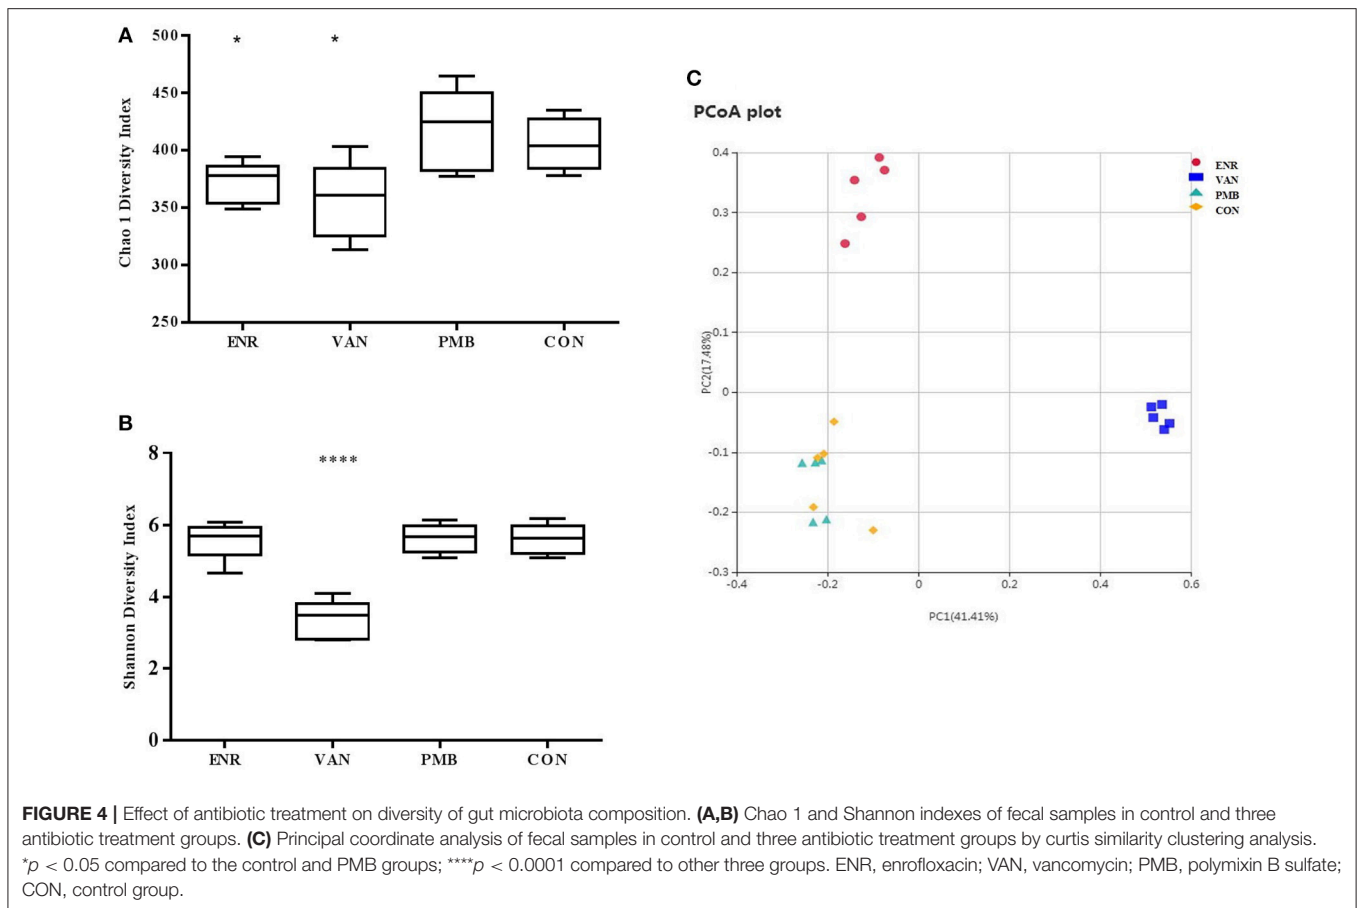 A
500
*
*
450
400
350
300
250
Chao 1 Diversity Index
ENR
VAN
PMB
CON
B
8
****
6
4
2
0
Shannon Diversity Index
ENR
VAN
PMB
CON
C
PCoA plot
0.4
0.3
0.2
0.1
0
-0.1
-0.2
-0.3
PC2(17.48%)
-0.4
-0.2
0
0.2
0.4
0.6
PC1(41.41%)
ENR
VAN
PMB
CON
FIGURE 4 | Effect of antibiotic treatment on diversity of gut microbiota composition. (A,B) Chao 1 and Shannon indexes of fecal samples in control and three
antibiotic treatment groups. (C) Principal coordinate analysis of fecal samples in control and three antibiotic treatment groups by curtis similarity clustering analysis.
*p < 0.05 compared to the control and PMB groups; ****p < 0.0001 compared to other three groups. ENR, enrofloxacin; VAN, vancomycin; PMB, polymixin B sulfate;
CON, control group.